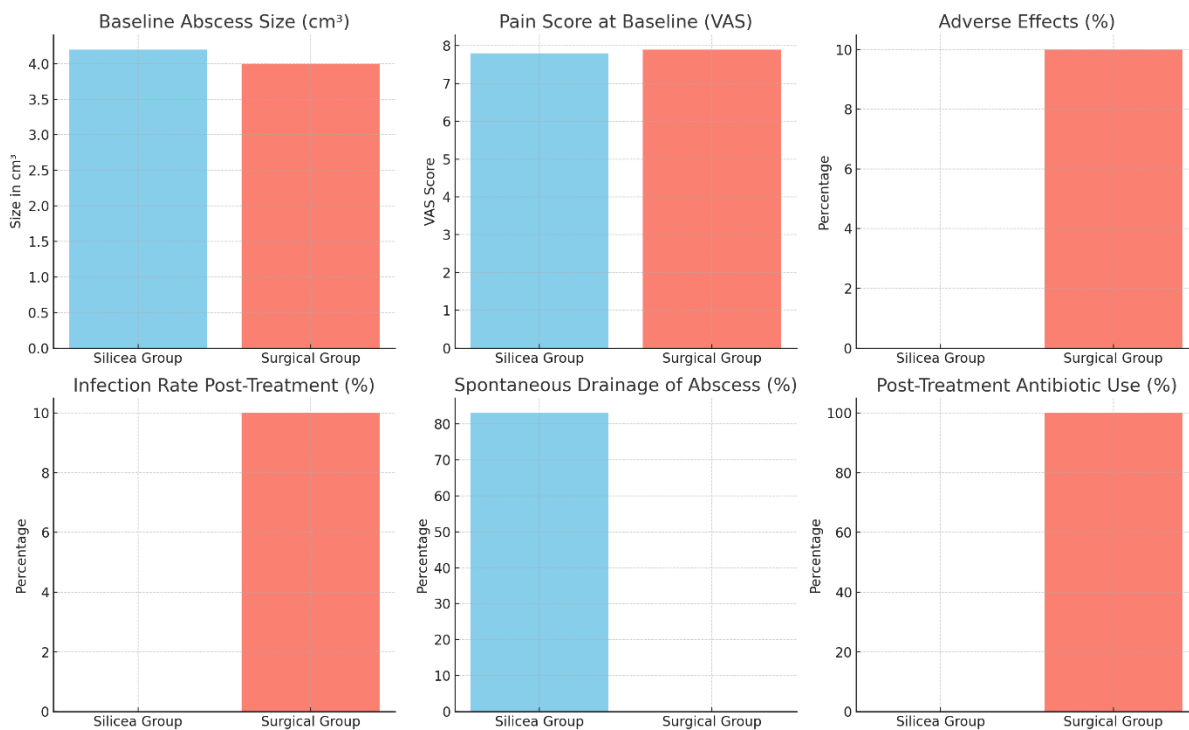 Baseline Abscess Size (cm³)
Size in cm³
4.0
3.5
3.0
2.5
2.0
1.5
1.0
0.5
0.0
Silicea Group Surgical Group
Pain Score at Baseline (VAS)
VAS Score
8
7
6
5
4
3
2
1
0
Silicea Group Surgical Group
Adverse Effects (%)
Percentage
10
8
6
4
2
0
Silicea Group Surgical Group
Infection Rate Post-Treatment (%)
Percentage
10
8
6
4
2
0
Silicea Group Surgical Group
Spontaneous Drainage of Abscess (%)
Percentage
80
70
60
50
40
30
20
10
0
Silicea Group Surgical Group
Post-Treatment Antibiotic Use (%)
Percentage
100
80
60
40
20
0
Silicea Group Surgical Group